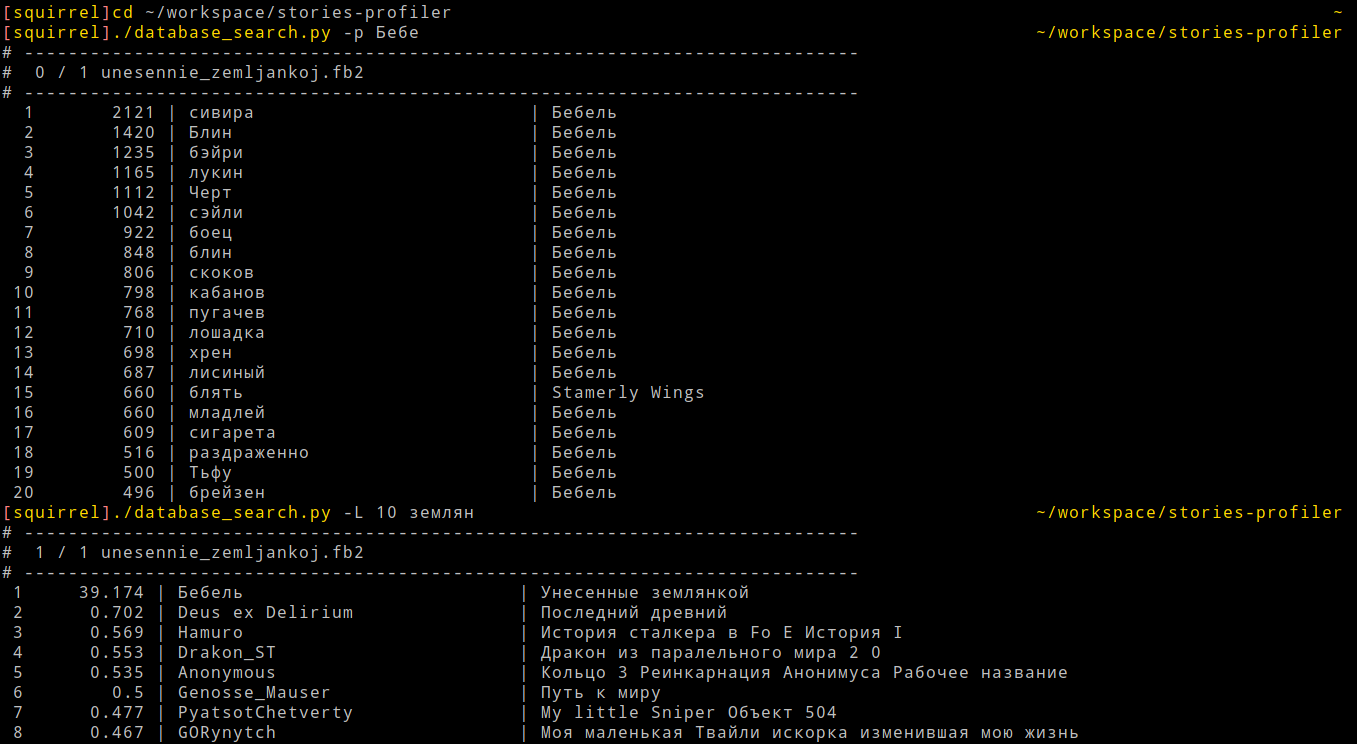 [squirrel]cd ~/workspace/stories-profiler ~
[squirrel]./database_search.py -p Бебе ~/workspace/stories-profiler
# ----------------------------------------------------------------------------
#  0 / 1 unesennie_zemljankoj.fb2
# ----------------------------------------------------------------------------
1 2121 | сивира | Бебель
2 1420 | Блин | Бебель
3 1235 | бэйри | Бебель
4 1165 | лукин | Бебель
5 1112 | Черт | Бебель
6 1042 | сэйли | Бебель
7 922 | боец | Бебель
8 848 | блин | Бебель
9 806 | скоков | Бебель
10 798 | кабанов | Бебель
11 768 | пугачев | Бебель
12 710 | лошадка | Бебель
13 698 | хрен | Бебель
14 687 | лисиный | Бебель
15 660 | блять | Stamerly Wings
16 660 | младлей | Бебель
17 609 | сигарета | Бебель
18 516 | раздраженно | Бебель
19 500 | Тьфу | Бебель
20 496 | брейзен | Бебель
[squirrel]./database_search.py -L 10 землян ~/workspace/stories-profiler
# ----------------------------------------------------------------------------
#  1 / 1 unesennie_zemljankoj.fb2
# ----------------------------------------------------------------------------
1 39.174 | Бебель | Унесенные землянкой
2 0.702 | Deus ex Delirium | Последний древний
3 0.569 | Hamuro | История сталкера в Fo E История I
4 0.553 | Drakon_ST | Дракон из паралельного мира 2 0
5 0.535 | Anonymous | Кольцо 3 Реинкарнация Анонимуса Рабочее название
6 0.5 | Genosse_Mauser | Путь к миру
7 0.477 | PyatsotChetverty | My little Sniper Объект 504
8 0.467 | GORynytch | Моя маленькая Твайли искорка изменившая мою жизнь